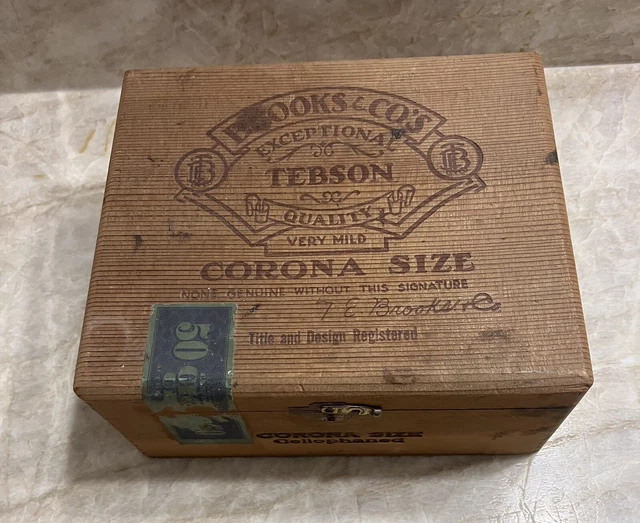 BROOKS & CO'S
EXCEPTIONAL
TEBSON
QUALITY
VERY MILD
CORONA SIZE
NONE GENUINE WITHOUT THIS SIGNATURE
T E Brooks & Co
Title and Design Registered
50
CORONA SIZE
Cellophaned